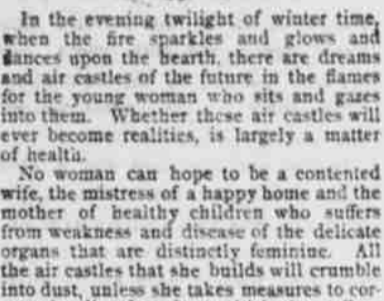 In the evening twilight of winter time,
when the fire sparkles and glows and
dances upon the hearth, there are dreams
and air castles of the future in the flames
for the young woman who sits and gazes
into them. Whether these air castles will
ever become realities, is largely a matter
of health.
No woman can hope to be a contented
wife, the mistress of a happy home and the
mother of healthy children who suffers
from weakness and disease of the delicate
organs that are distinctly feminine. All
the air castles that she builds will crumble
into dust, unless she takes measures to cor-